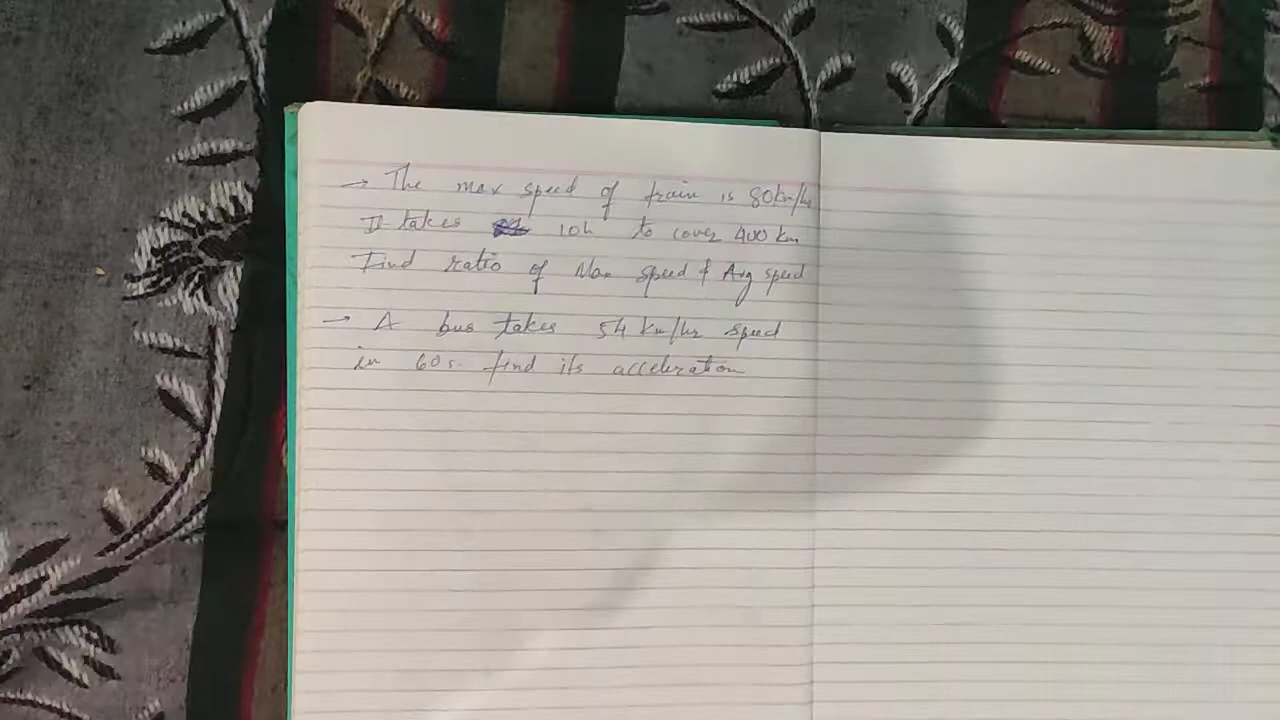 → The max speed of train is 80km/hr
It takes 10h to cover 400 km
Find ratio of Max speed & Avg speed
→ A bus takes 54 km/hr speed
in 60s. find its acceleration